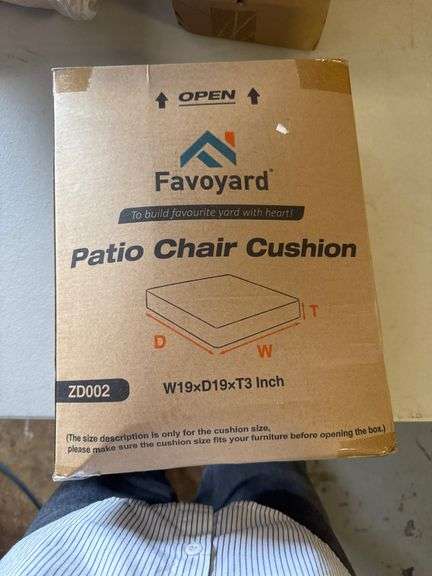 OPEN
Favoyard
To build favourite yard with heart!
Patio Chair Cushion
T
D
W
ZD002
W19×D19×T3 Inch
(The size description is only for the cushion size,
please make sure the cushion size fits your furniture before opening the box.)